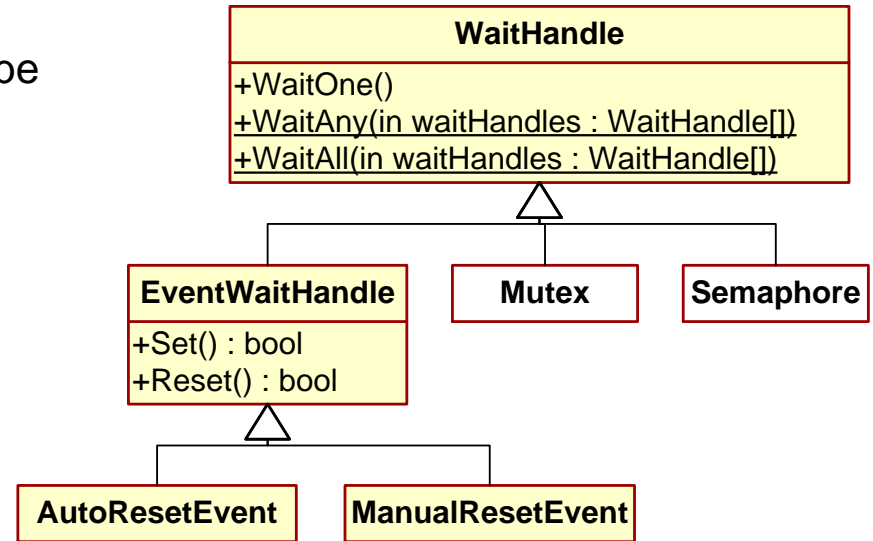 WaitHandle
+WaitOne()
+WaitAny(in waitHandles : WaitHandle[])
+WaitAll(in waitHandles : WaitHandle[])
EventWaitHandle
+Set() : bool
+Reset() : bool
Mutex
Semaphore
AutoResetEvent
ManualResetEvent